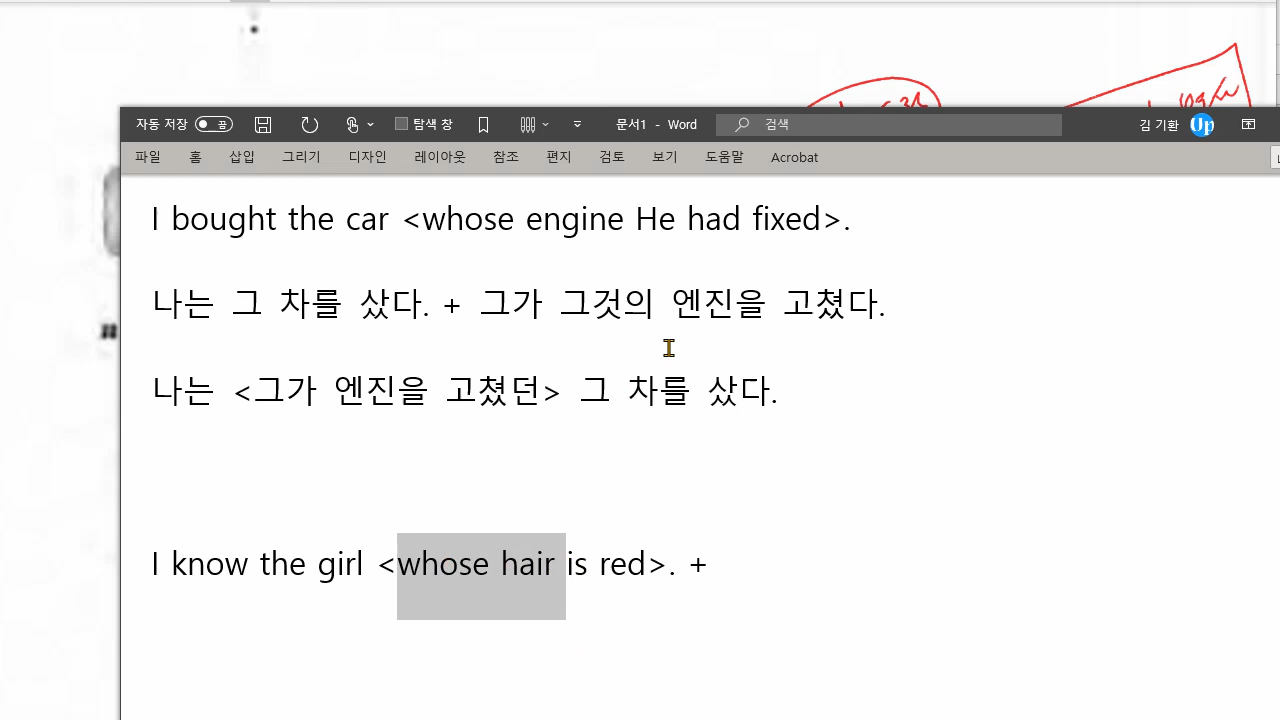 자동 저장 끔 탐색 창 문서1 - Word 검색 김 기환 Up
파일 홈 삽입 그리기 디자인 레이아웃 참조 편지 검토 보기 도움말 Acrobat
I bought the car <whose engine He had fixed>.
나는 그 차를 샀다. + 그가 그것의 엔진을 고쳤다.
나는 <그가 엔진을 고쳤던> 그 차를 샀다.
I know the girl <whose hair is red>. +